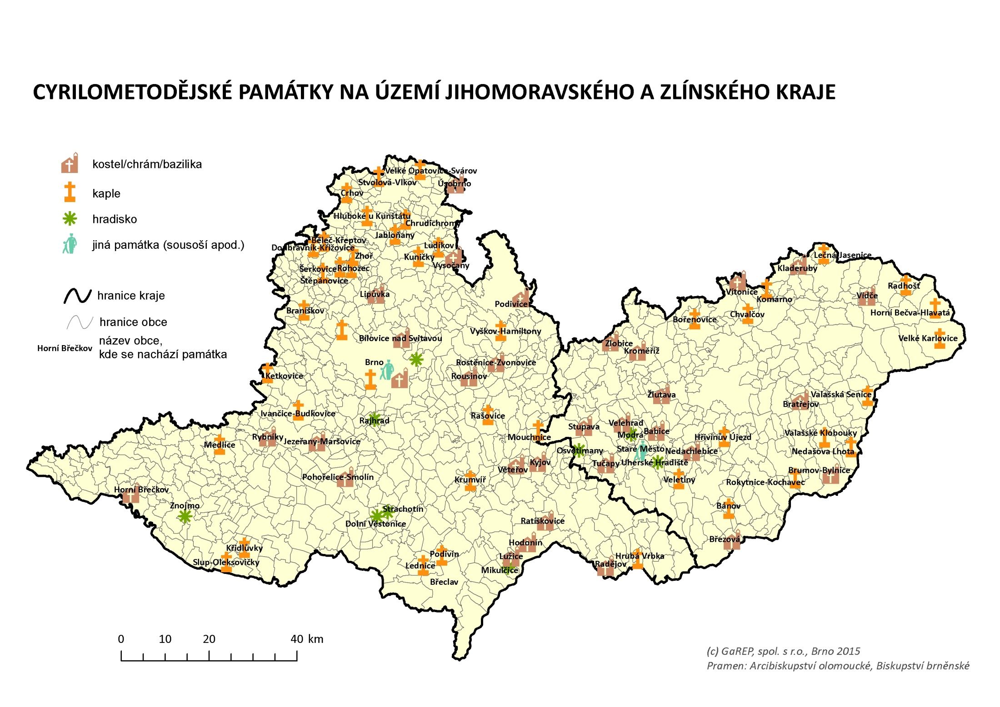 CYRILOMETODĚJSKÉ PAMÁTKY NA ÚZEMÍ JIHOMORAVSKÉHO A ZLÍNSKÉHO KRAJE
kostel/chrám/bazilika
kaple
hradisko
jiná památka (sousoší apod.)
hranice kraje
hranice obce
Horní Břečkov
název obce,
kde se nachází památka
Velké Opatovice-Svárov
Stvolová-Vlkov
Úsobrno
Crhov
Hluboké u Kunštátu
Chrudichromy
Jabloňany
Běleč-Křeptov
Doubravník-Křižovice
Ludíkov
Zhoř
Kuničky
Vysočany
Šerkovice
Rohozec
Štěpánovice
Lipůvka
Podivice
Braníškov
Vyškov-Hamiltony
Bílovice nad Svitavou
Brno
Rostěnice-Zvonovice
Rousínov
Ketkovice
Ivančice-Budkovice
Rajhrad
Rašovice
Mouchnice
Rybníky
Jezeřany-Maršovice
Medlice
Věteřov
Kyjov
Krumvíř
Pohořelice-Smolín
Horní Břečkov
Znojmo
Strachotín
Dolní Věstonice
Ratíškovice
Hodonín
Křidlůvky
Podivín
Lužice
Slup-Oleksovičky
Lednice
Mikulčice
Břeclav
Hrubá Vrbka
Radějov
Lečná-Jasenice
Kladeruby
Radhošť
Vítonice
Komárno
Vidče
Horní Bečva-Hlavatá
Chvalčov
Bořenovice
Velké Karlovice
Zlobice
Kroměříž
Žlutava
Valašská Senice
Bratřejov
Stupava
Velehrad
Babice
Modrá
Hřivínův Újezd
Valašské Klobouky
Osvětimany
Staré Město
Nedachlebice
Nedašova Lhota
Tučapy
Uherské Hradiště
Brumov-Bylnice
Veletiny
Rokytnice-Kochavec
Bánov
Březová
0 10 20 40 km
(c) GaREP, spol. s r.o., Brno 2015
Pramen: Arcibiskupství olomoucké, Biskupství brněnské